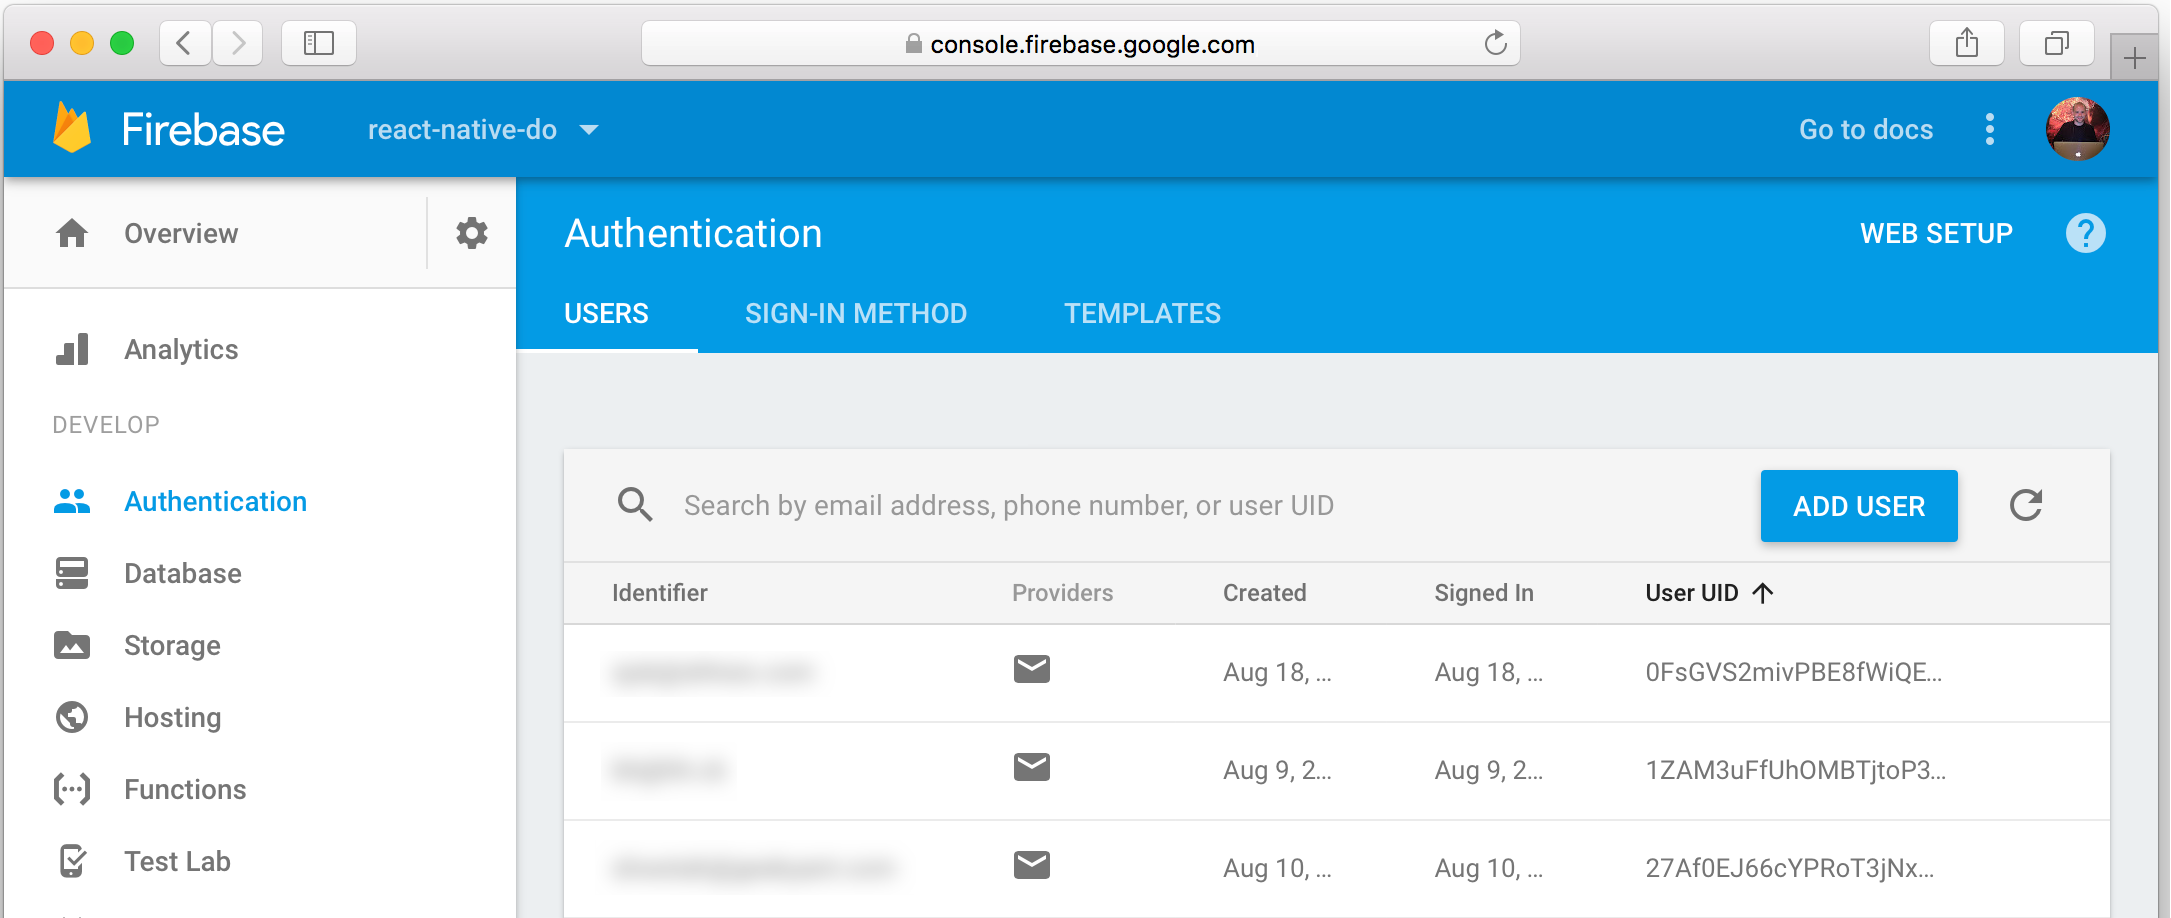 console.firebase.google.com
Firebase
react-native-do
Go to docs
Overview
Authentication
WEB SETUP
?
USERS
SIGN-IN METHOD
TEMPLATES
Analytics
DEVELOP
Authentication
Database
Storage
Hosting
Functions
Test Lab
Search by email address, phone number, or user UID
ADD USER
Identifier Providers Created Signed In User UID
Aug 18, ... Aug 18, ... 0FsGVS2mivPBE8fWiQE...
Aug 9, 2... Aug 9, 2... 1ZAM3uFfUhOMBTjtoP3...
Aug 10, ... Aug 10, ... 27Af0EJ66cYPRoT3jNx...